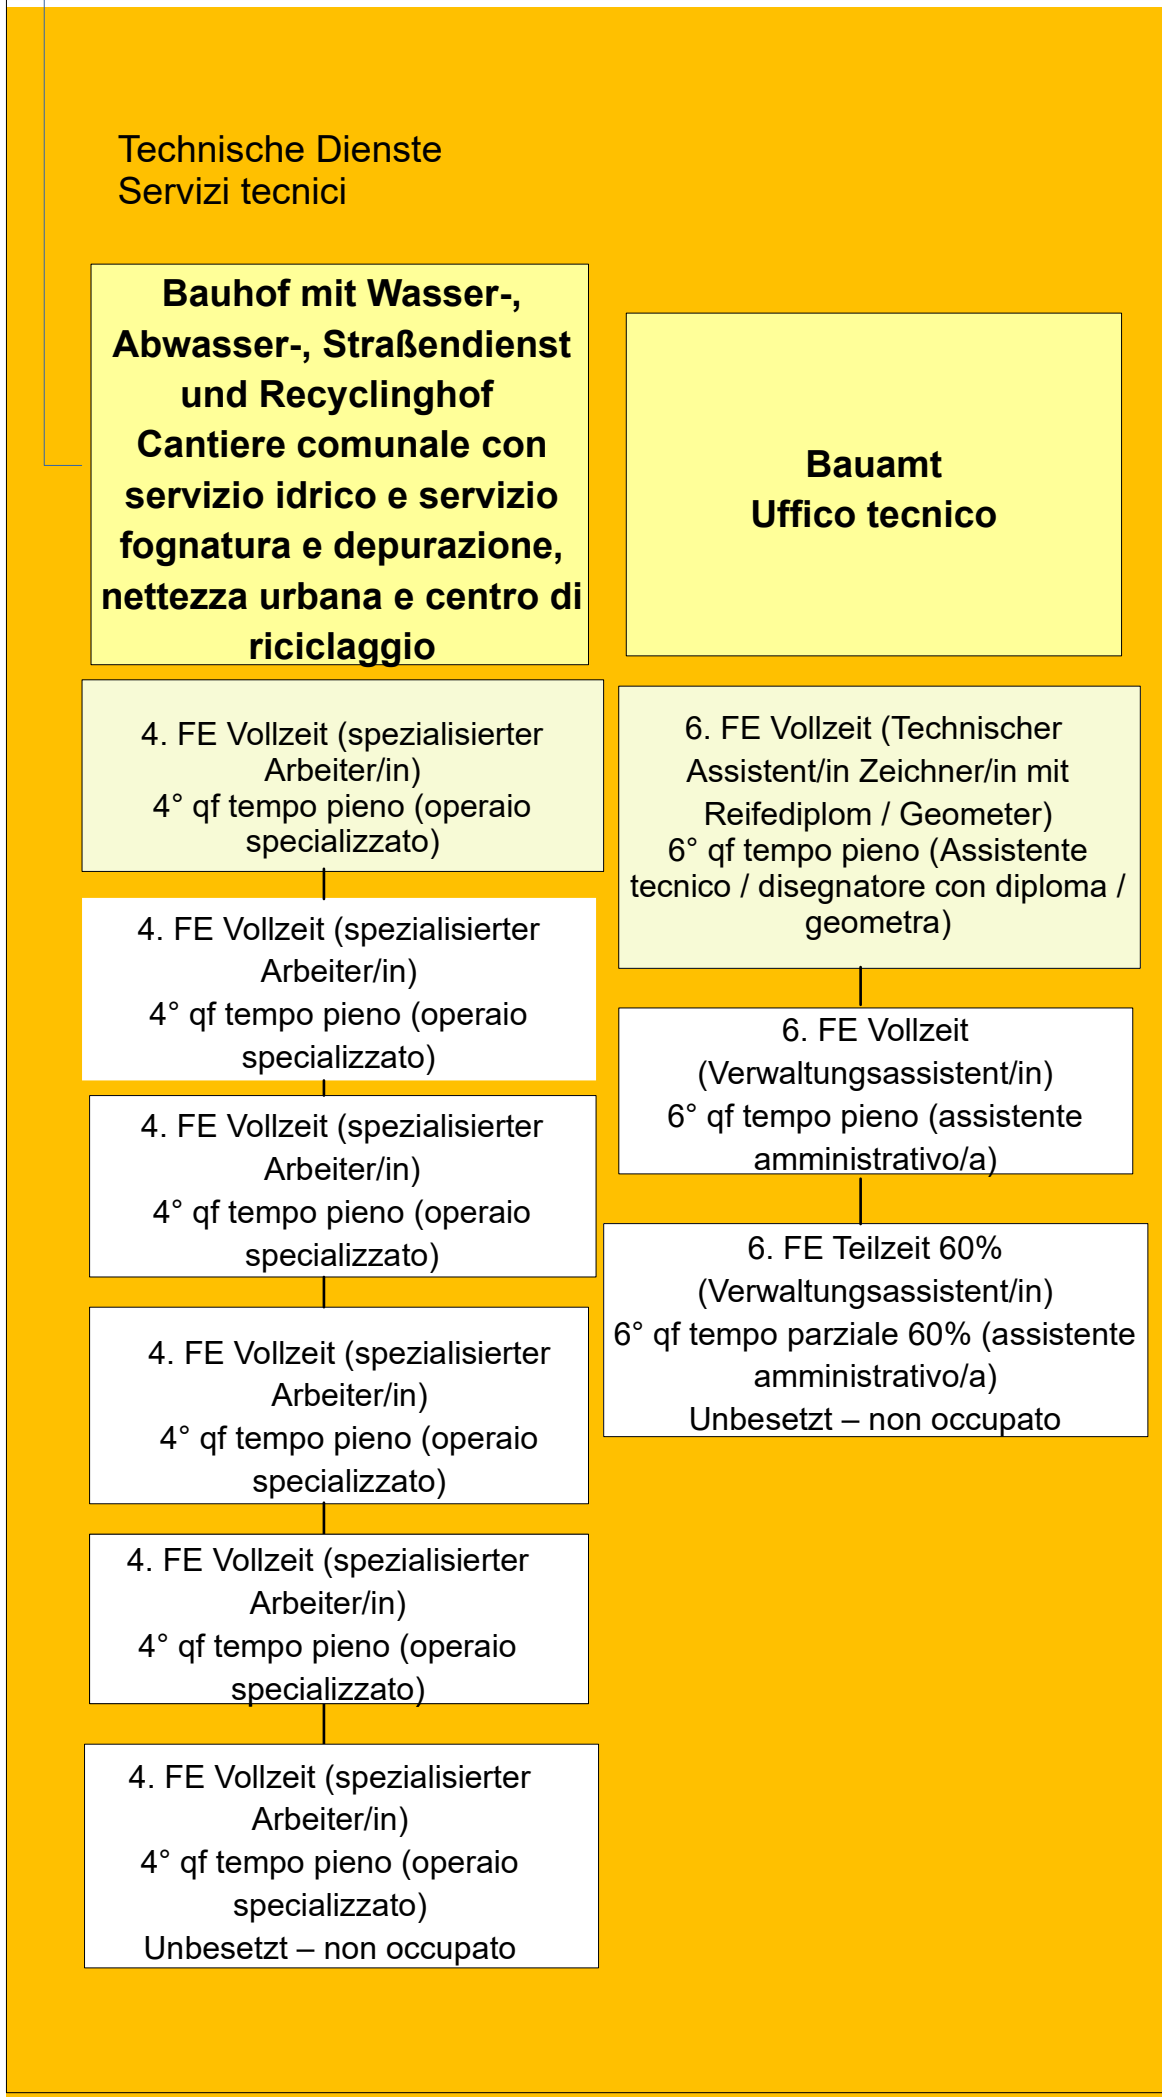 Technische Dienste
Servizi tecnici
Bauhof mit Wasser-,
Abwasser-, Straßendienst
und Recyclinghof
Cantiere comunale con
servizio idrico e servizio
fognatura e depurazione,
nettezza urbana e centro di
riciclaggio
4. FE Vollzeit (spezialisierter
Arbeiter/in)
4° qf tempo pieno (operaio
specializzato)
4. FE Vollzeit (spezialisierter
Arbeiter/in)
4° qf tempo pieno (operaio
specializzato)
4. FE Vollzeit (spezialisierter
Arbeiter/in)
4° qf tempo pieno (operaio
specializzato)
4. FE Vollzeit (spezialisierter
Arbeiter/in)
4° qf tempo pieno (operaio
specializzato)
4. FE Vollzeit (spezialisierter
Arbeiter/in)
4° qf tempo pieno (operaio
specializzato)
4. FE Vollzeit (spezialisierter
Arbeiter/in)
4° qf tempo pieno (operaio
specializzato)
Unbesetzt – non occupato
Bauamt
Uffico tecnico
6. FE Vollzeit (Technischer
Assistent/in Zeichner/in mit
Reifediplom / Geometer)
6° qf tempo pieno (Assistente
tecnico / disegnatore con diploma /
geometra)
6. FE Vollzeit
(Verwaltungsassistent/in)
6° qf tempo pieno (assistente
amministrativo/a)
6. FE Teilzeit 60%
(Verwaltungsassistent/in)
6° qf tempo parziale 60% (assistente
amministrativo/a)
Unbesetzt – non occupato